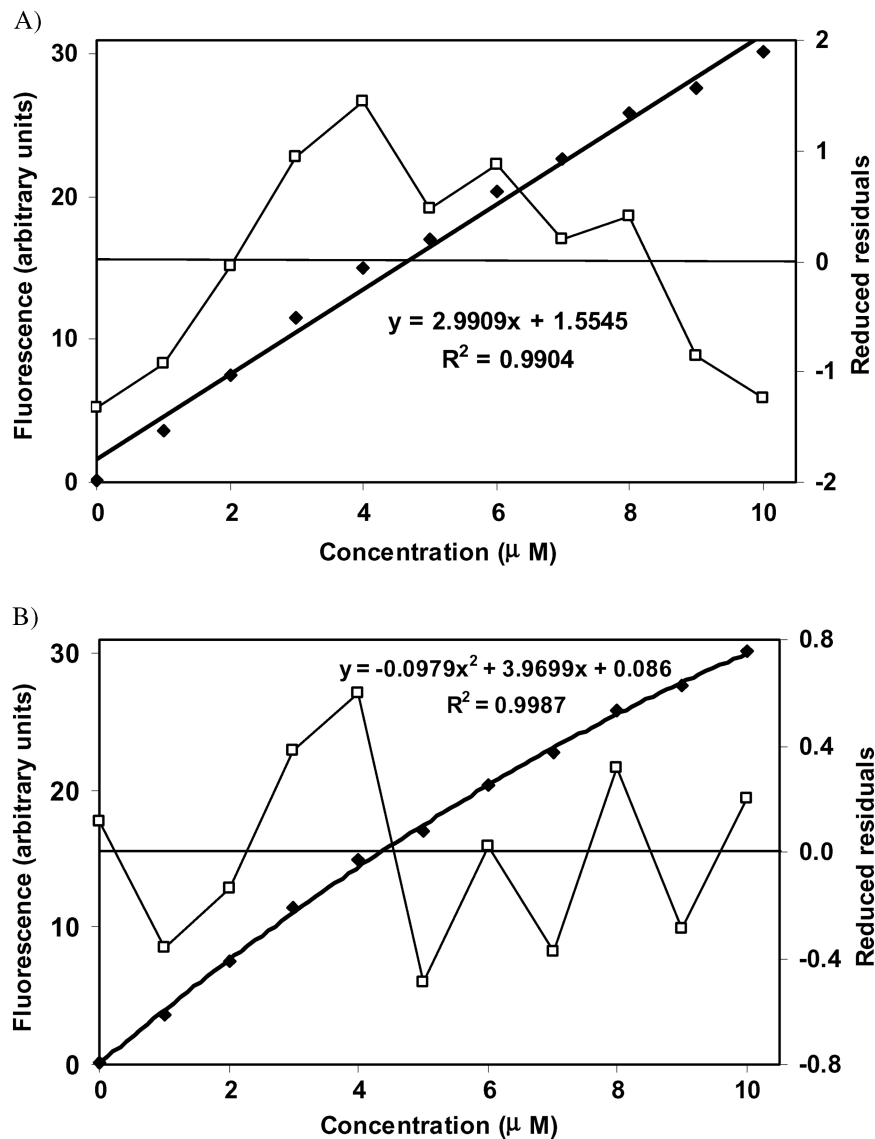 A)
Fluorescence (arbitrary units)
30
20
10
0
2
1
0
-1
-2
Reduced residuals
y = 2.9909x + 1.5545
R² = 0.9904
0 2 4 6 8 10
Concentration (μ M)
B)
Fluorescence (arbitrary units)
30
20
10
0
0.8
0.4
0.0
-0.4
-0.8
Reduced residuals
y = -0.0979x² + 3.9699x + 0.086
R² = 0.9987
0 2 4 6 8 10
Concentration (μ M)